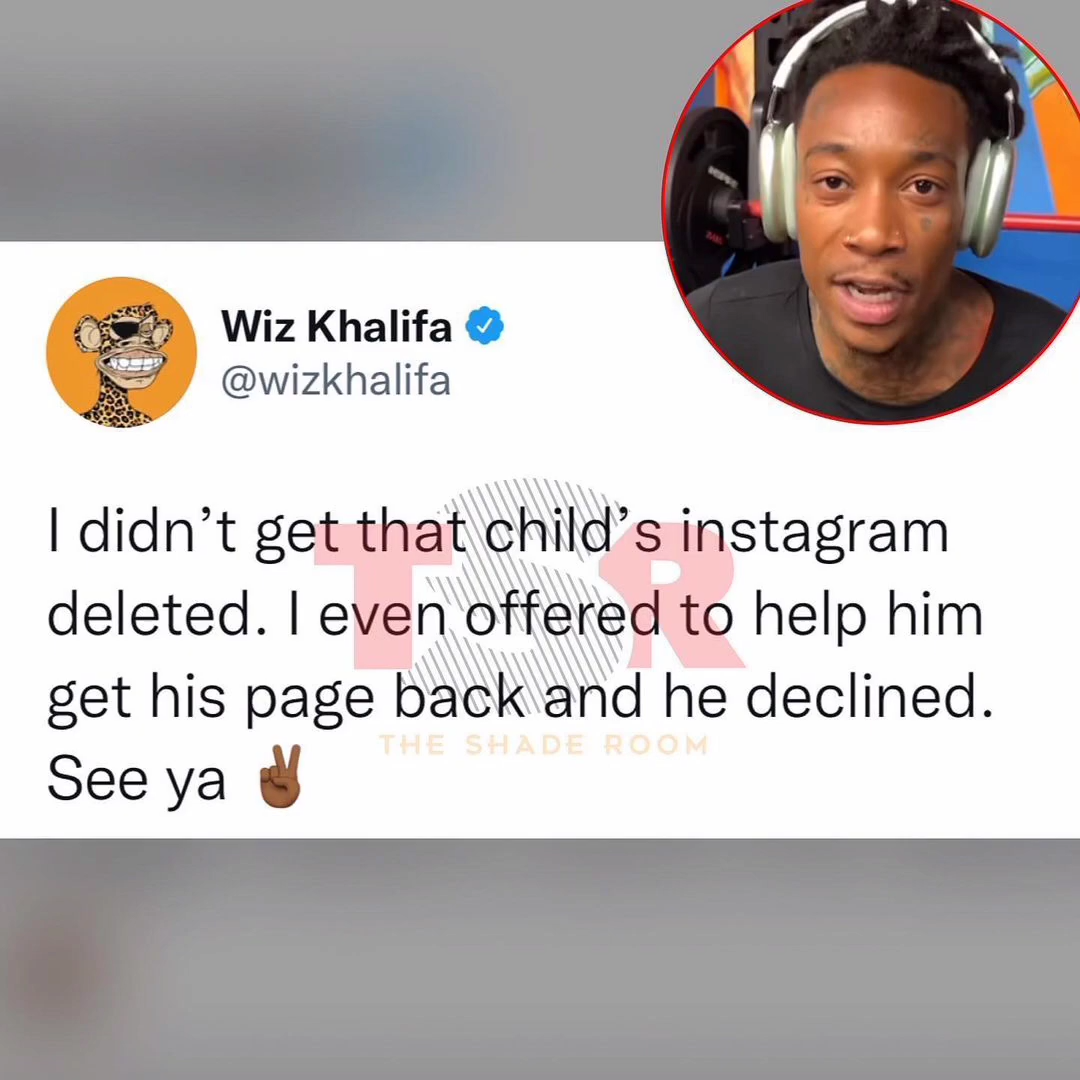 Wiz Khalifa
@wizkhalifa
I didn’t get that child’s instagram
deleted. I even offered to help him
get his page back and he declined.
See ya ✌🏾
TSR
THE SHADE ROOM